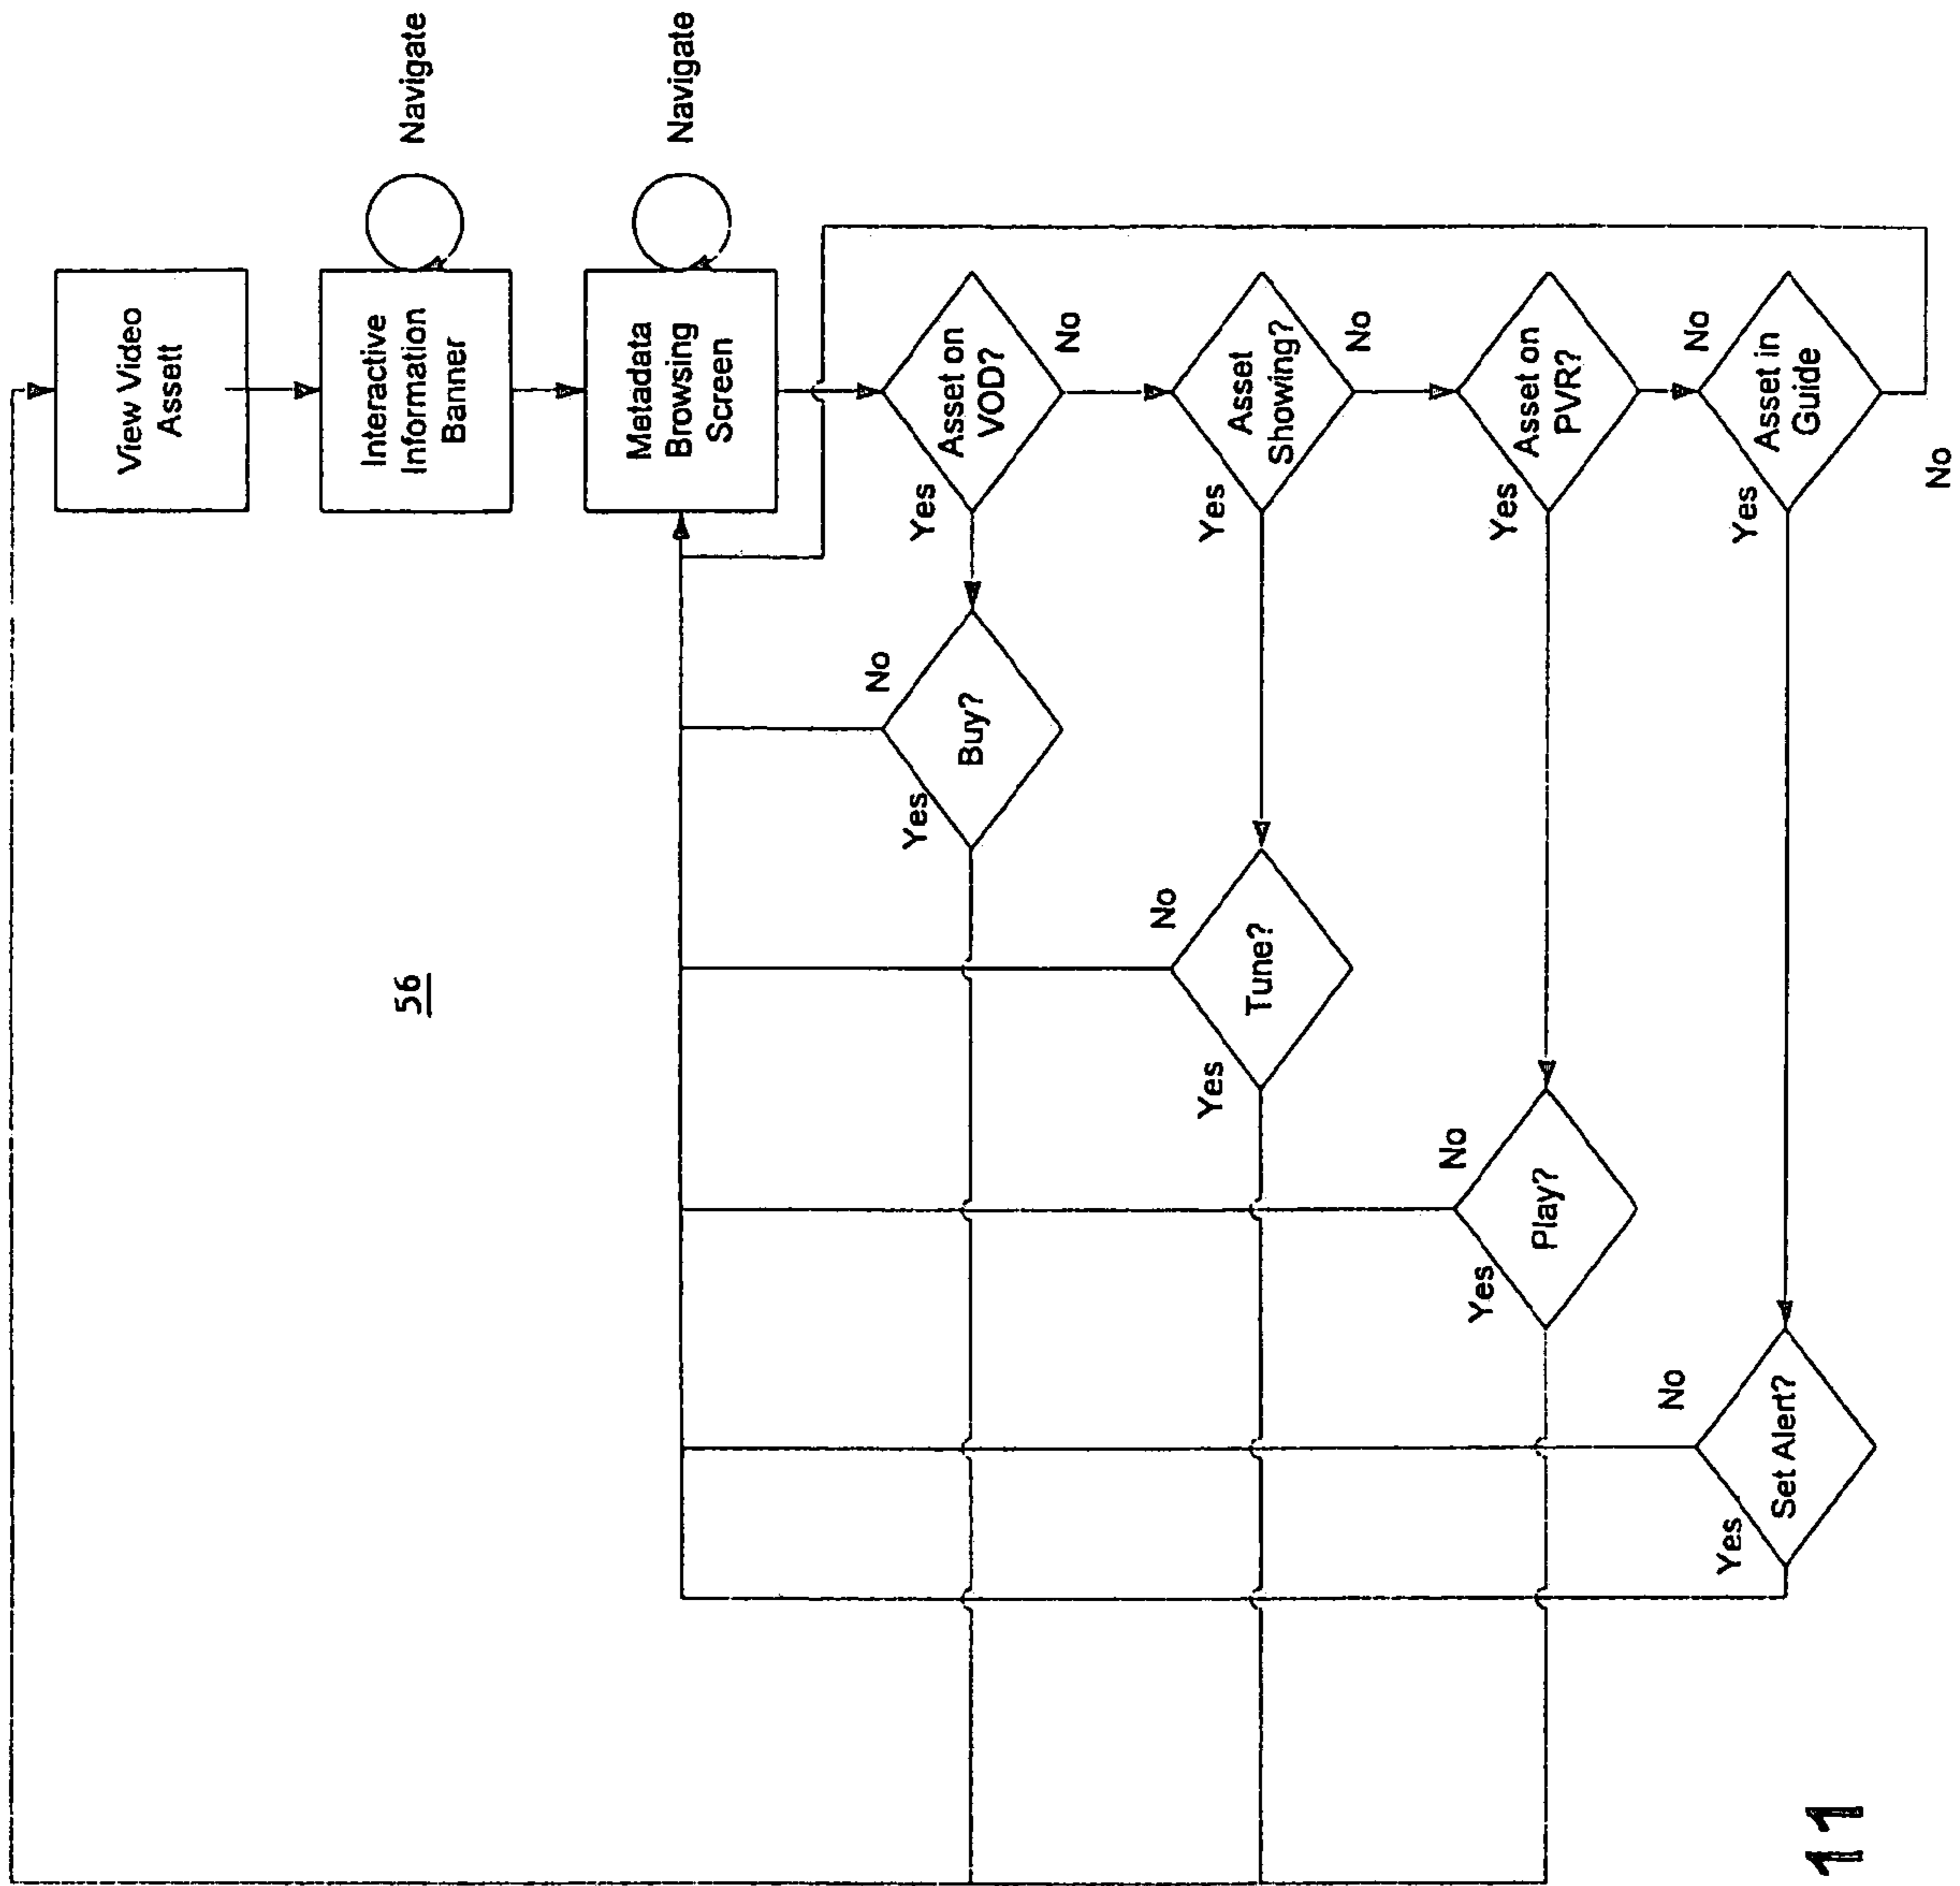 View Video
Assett
Interactive
Information
Banner
Navigate
Metadata
Browsing
Screen
Navigate
56
Asset on
VOD?
Yes
No
Buy?
No
Yes
Asset
Showing?
Yes
No
Tune?
No
Yes
Asset on
PVR?
Yes
No
Play?
No
Yes
Asset in
Guide
Yes
No
Set Alert?
No
Yes
11